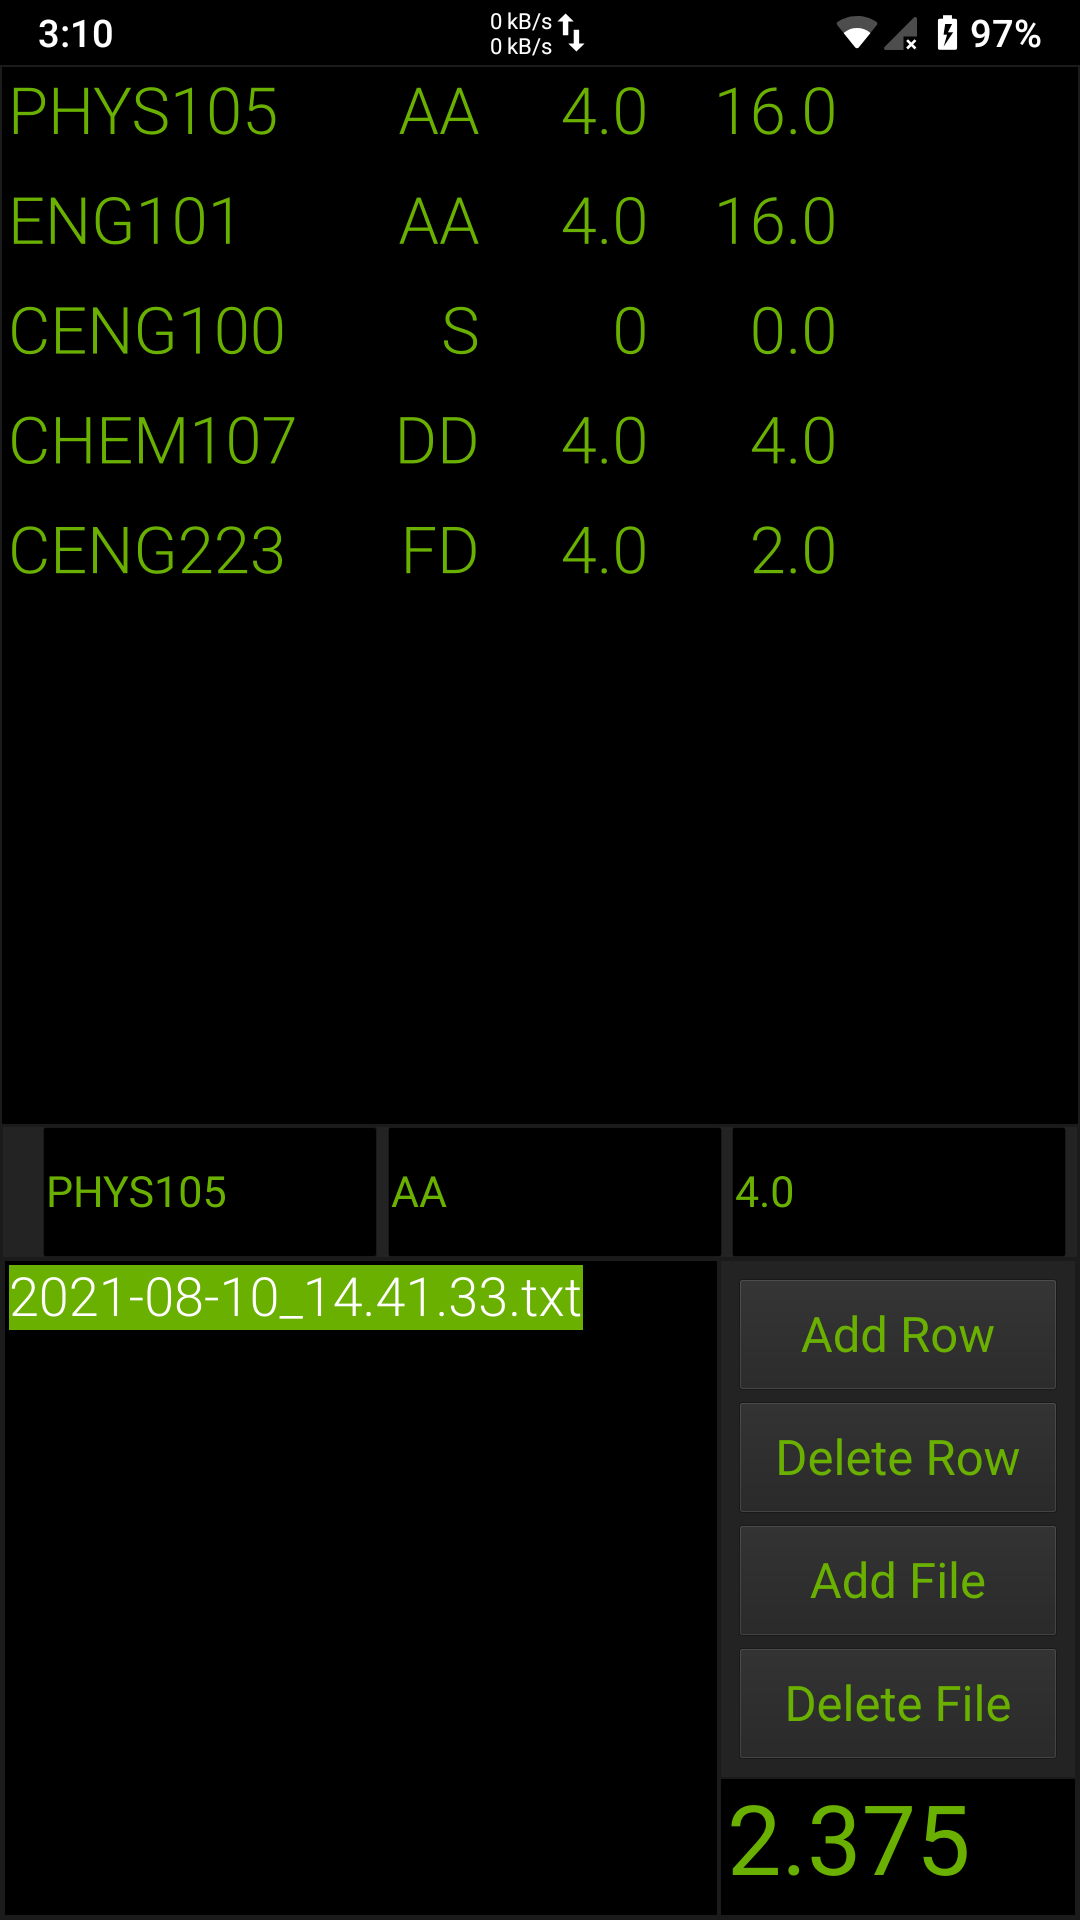 3:10 0 kB/s 97%
0 kB/s
PHYS105 AA 4.0 16.0
ENG101 AA 4.0 16.0
CENG100 S 0 0.0
CHEM107 DD 4.0 4.0
CENG223 FD 4.0 2.0
PHYS105 AA 4.0
2021-08-10_14.41.33.txt
Add Row
Delete Row
Add File
Delete File
2.375